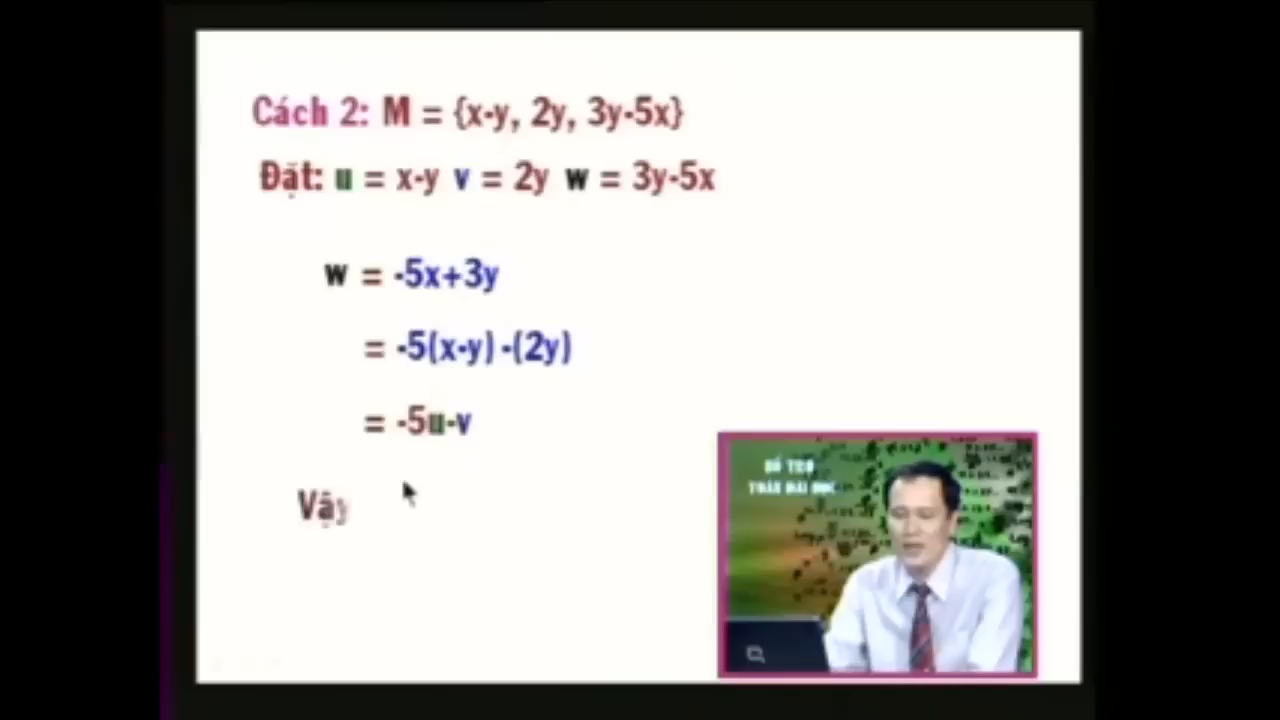 Cách 2: M = {x-y, 2y, 3y-5x}
Đặt: u = x-y v = 2y w = 3y-5x
w = -5x+3y
= -5(x-y) -(2y)
= -5u-v
Vậy